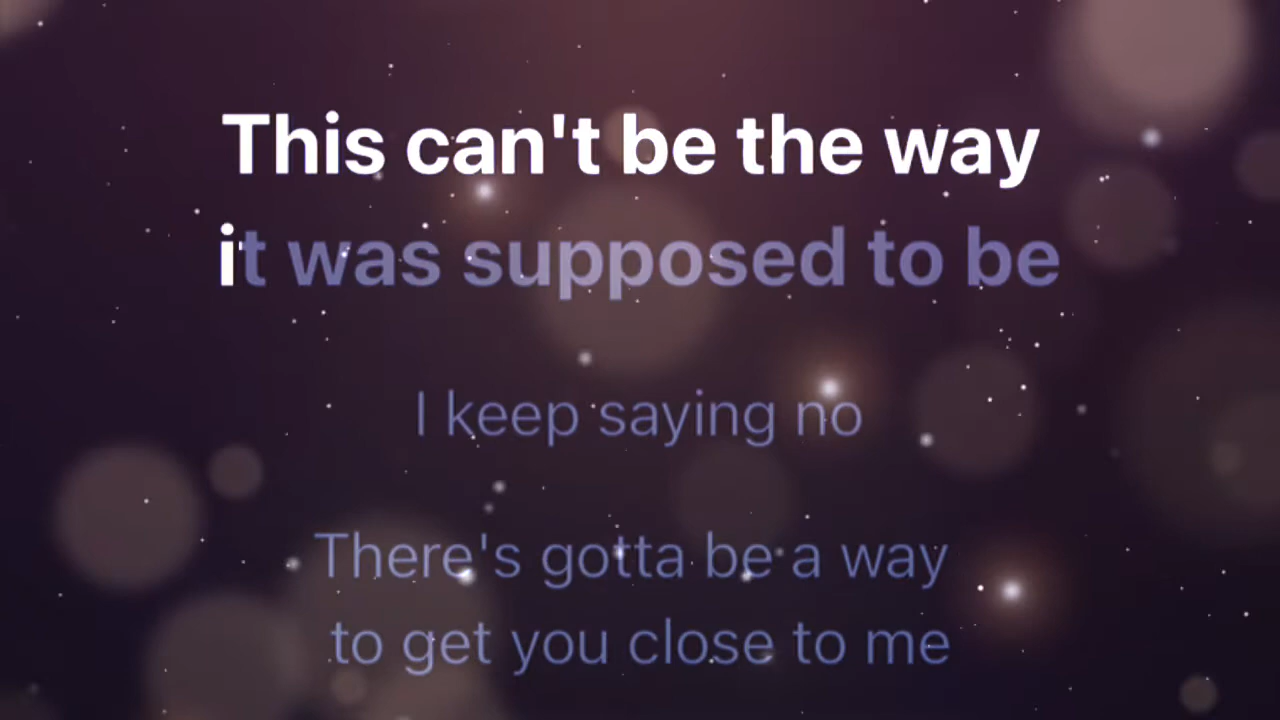 This can't be the way
it was supposed to be
I keep saying no
There's gotta be a way
to get you close to me